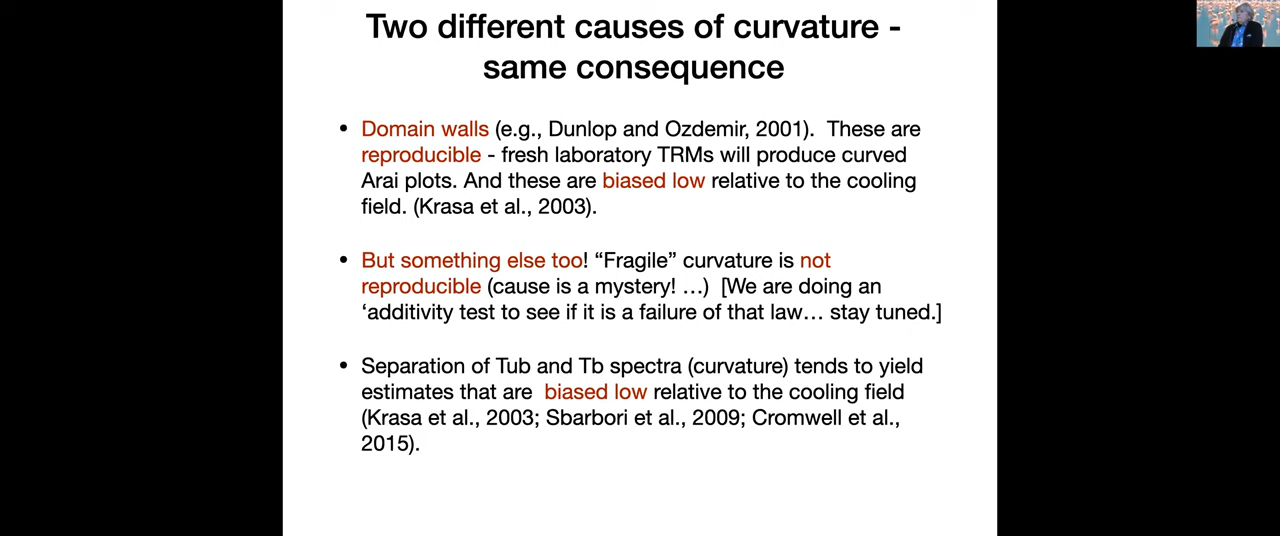 Two different causes of curvature -
same consequence
• Domain walls (e.g., Dunlop and Ozdemir, 2001). These are
reproducible - fresh laboratory TRMs will produce curved
Arai plots. And these are biased low relative to the cooling
field. (Krasa et al., 2003).
• But something else too! “Fragile” curvature is not
reproducible (cause is a mystery! …) [We are doing an
‘additivity test to see if it is a failure of that law… stay tuned.]
• Separation of Tub and Tb spectra (curvature) tends to yield
estimates that are biased low relative to the cooling field
(Krasa et al., 2003; Sbarbori et al., 2009; Cromwell et al.,
2015).